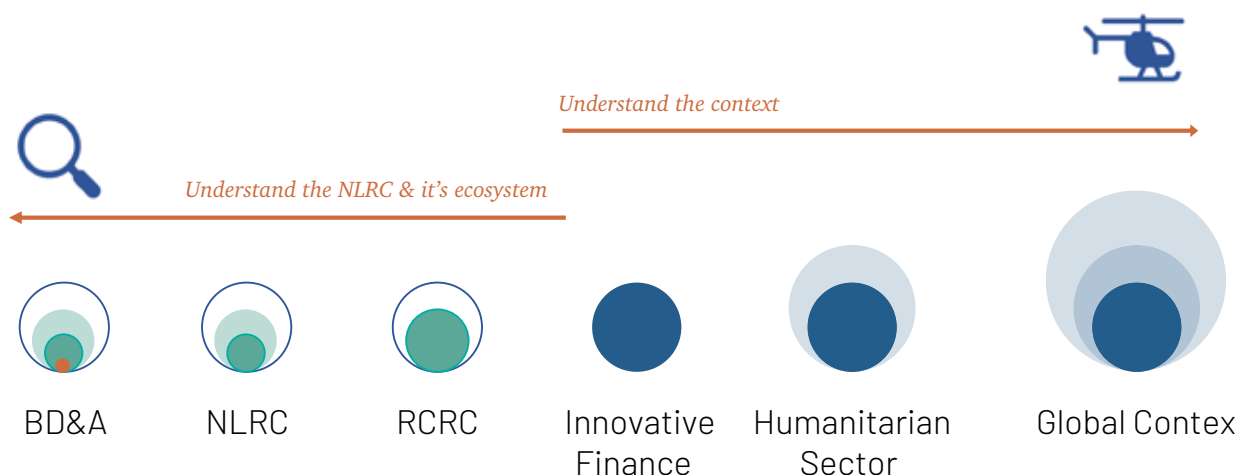 Understand the context
Understand the NLRC & it's ecosystem
BD&A
NLRC
RCRC
Innovative
Finance
Humanitarian
Sector
Global Contex